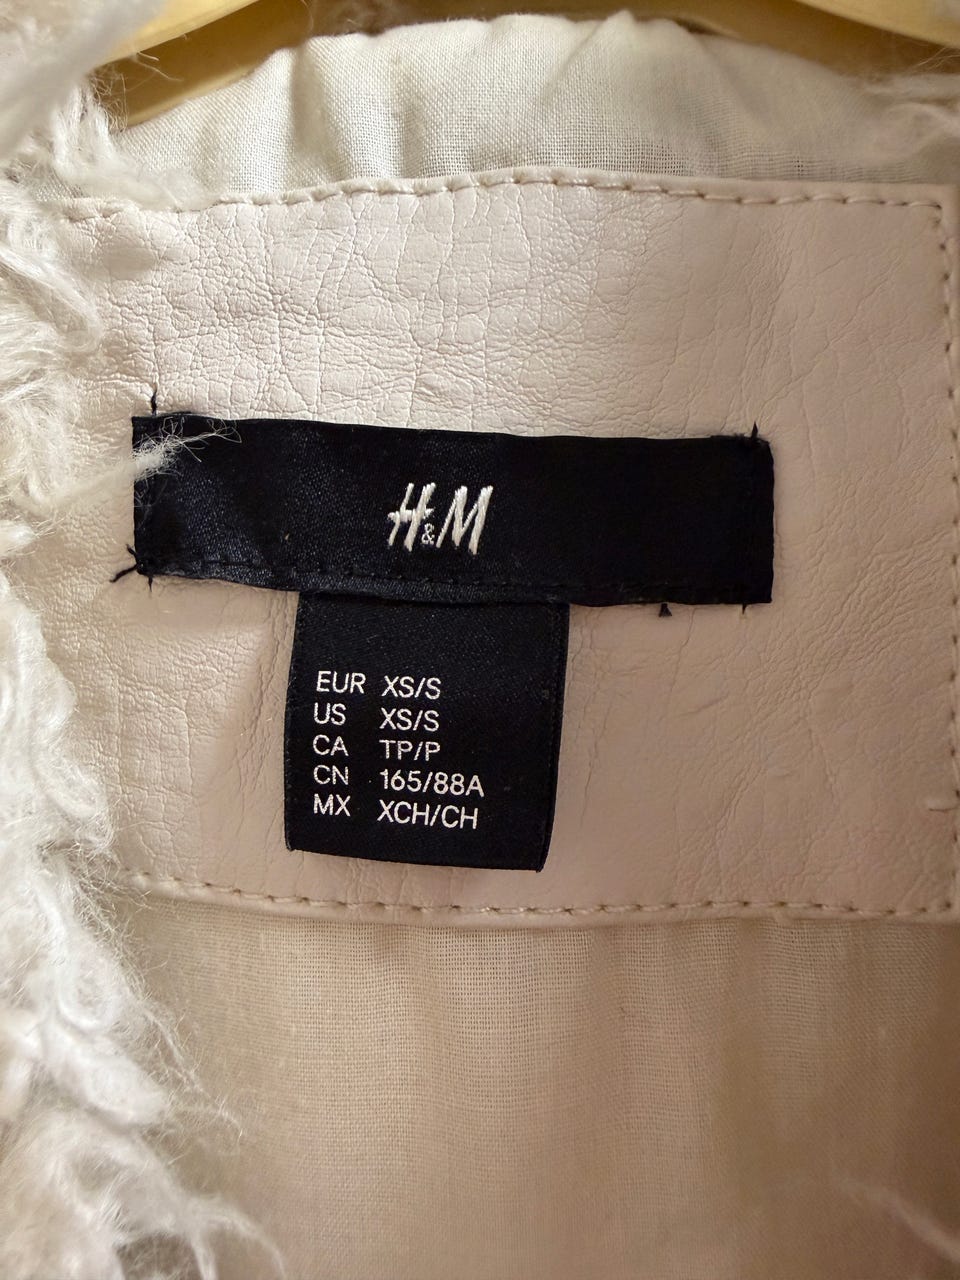 H&M
EUR XS/S
US XS/S
CA TP/P
CN 165/88A
MX XCH/CH